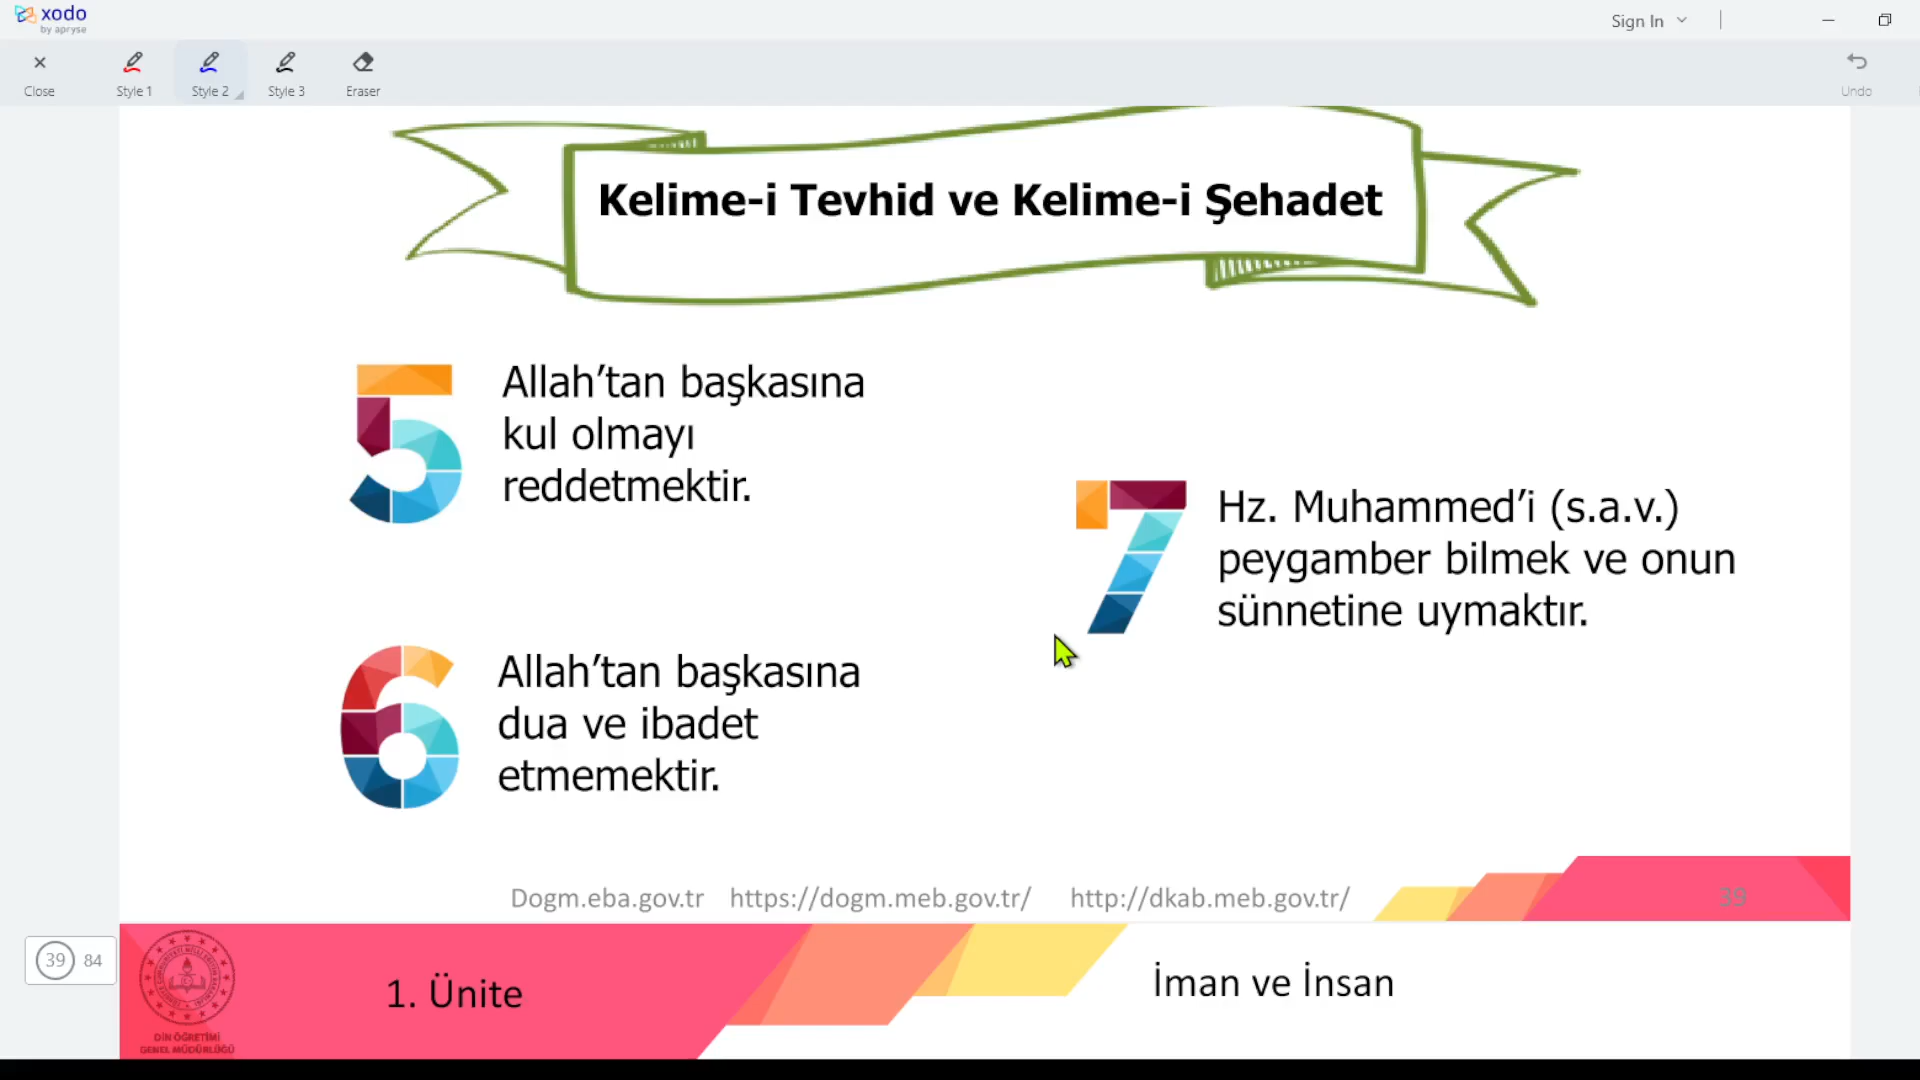 xodo
by apryse
Sign In
Close
Style 1
Style 2
Style 3
Eraser
Undo
Kelime-i Tevhid ve Kelime-i Şehadet
5
Allah’tan başkasına
kul olmayı
reddetmektir.
6
Allah’tan başkasına
dua ve ibadet
etmemektir.
7
Hz. Muhammed’i (s.a.v.)
peygamber bilmek ve onun
sünnetine uymaktır.
Dogm.eba.gov.tr https://dogm.meb.gov.tr/ http://dkab.meb.gov.tr/
39
39 84
DİN ÖĞRETİMİ
GENEL MÜDÜRLÜĞÜ
1. Ünite
İman ve İnsan